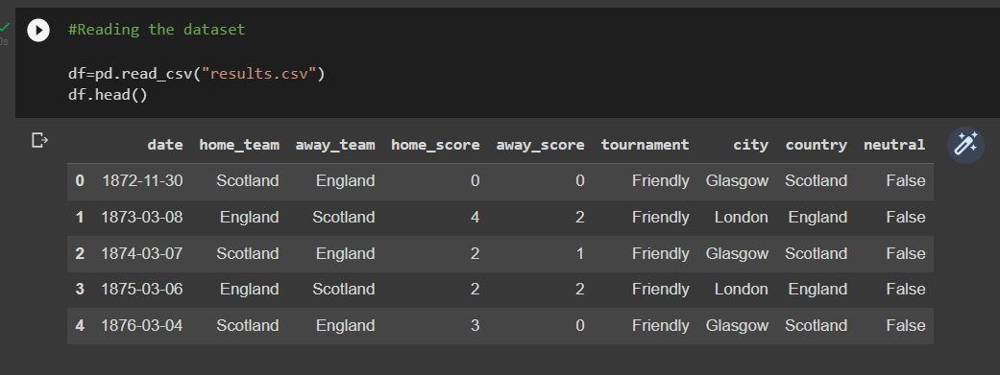 #Reading the dataset
0s
df=pd.read_csv("results.csv")
df.head()
date home_team away_team home_score away_score tournament city country neutral
0 1872-11-30 Scotland England 0 0 Friendly Glasgow Scotland False
1 1873-03-08 England Scotland 4 2 Friendly London England False
2 1874-03-07 Scotland England 2 1 Friendly Glasgow Scotland False
3 1875-03-06 England Scotland 2 2 Friendly London England False
4 1876-03-04 Scotland England 3 0 Friendly Glasgow Scotland False